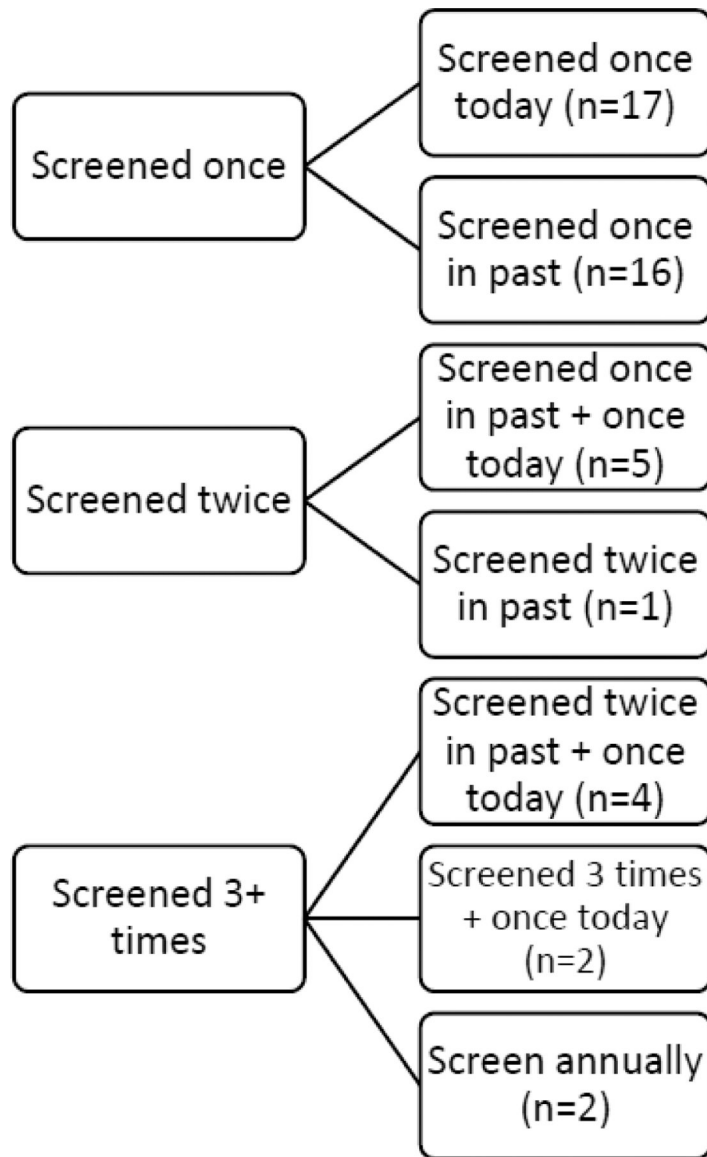 Screened once
Screened once
today (n=17)
Screened once
in past (n=16)
Screened twice
Screened once
in past + once
today (n=5)
Screened twice
in past (n=1)
Screened 3+
times
Screened twice
in past + once
today (n=4)
Screened 3 times
+ once today
(n=2)
Screen annually
(n=2)